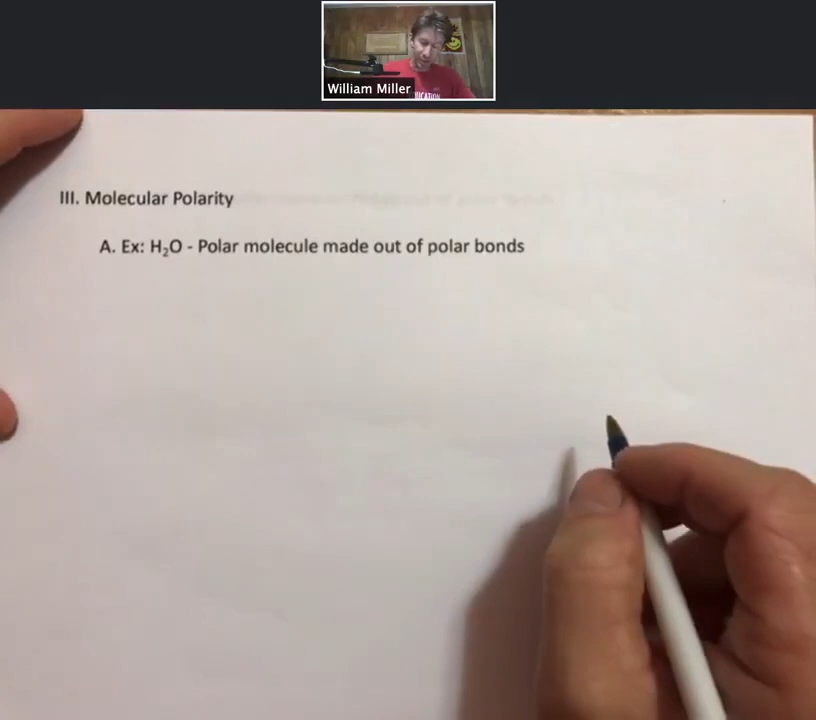 William Miller
III. Molecular Polarity
A. Ex: H₂O - Polar molecule made out of polar bonds